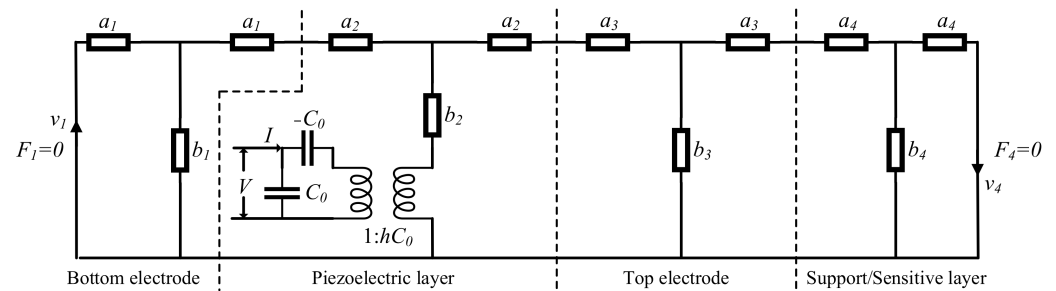 a1 a1 a2 a2 a3 a3 a4 a4
v1 -C0 b2
F1=0 b1 I b3 b4 F4=0
V C0 v4
1:hC0
Bottom electrode Piezoelectric layer Top electrode Support/Sensitive layer